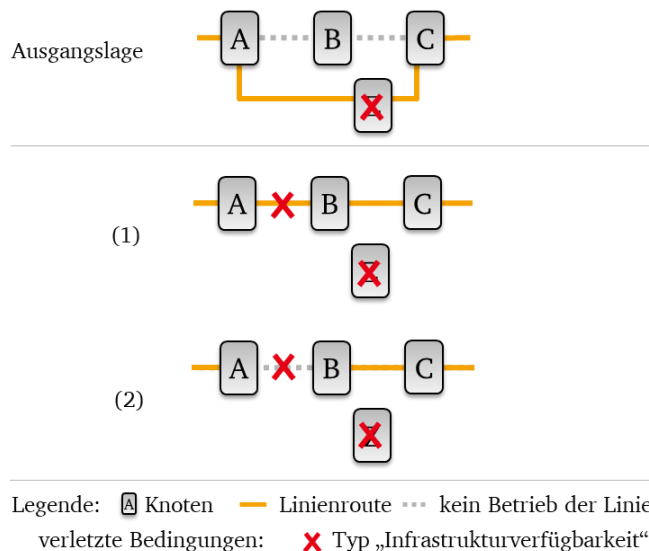 A B C
Ausgangslage
A B C
(1)
A B C
(2)
Legende: A Knoten Linienroute kein Betrieb der Linie
verletzte Bedingungen: Typ „Infrastrukturverfügbarkeit“